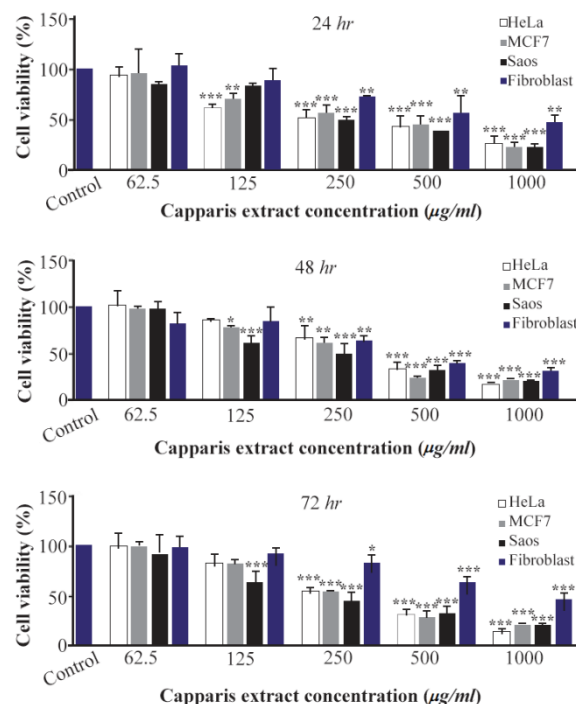 24 hr
HeLa
MCF7
Saos
Fibroblast
Cell viability (%)
150
100
50
0
*** ** *** *** *** ** *** *** ** *** *** *** **
Control 62.5 125 250 500 1000
Capparis extract concentration (µg/ml)
48 hr
HeLa
MCF7
Saos
Fibroblast
Cell viability (%)
150
100
50
0
* *** ** ** *** ** *** *** *** *** *** *** *** ***
Control 62.5 125 250 500 1000
Capparis extract concentration (µg/ml)
72 hr
HeLa
MCF7
Saos
Fibroblast
Cell viability (%)
150
100
50
0
*** *** *** *** * *** *** *** *** *** *** *** ***
Control 62.5 125 250 500 1000
Capparis extract concentration (µg/ml)